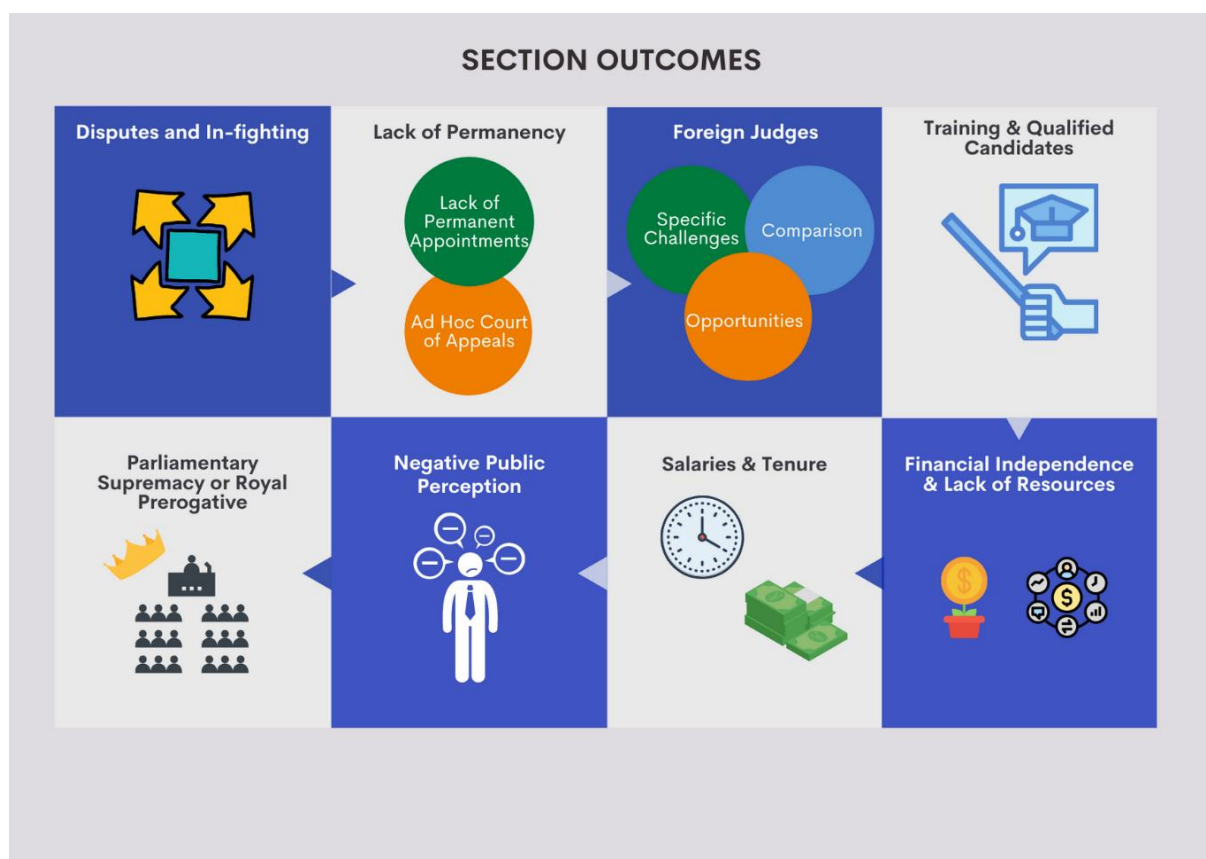 SECTION OUTCOMES
Disputes and In-fighting
Lack of Permanency
Lack of
Permanent
Appointments
Ad Hoc Court
of Appeals
Foreign Judges
Specific
Challenges
Comparison
Opportunities
Training & Qualified
Candidates
Financial Independence
& Lack of Resources
$
$
Salaries & Tenure
Negative Public
Perception
Parliamentary
Supremacy or Royal
Prerogative